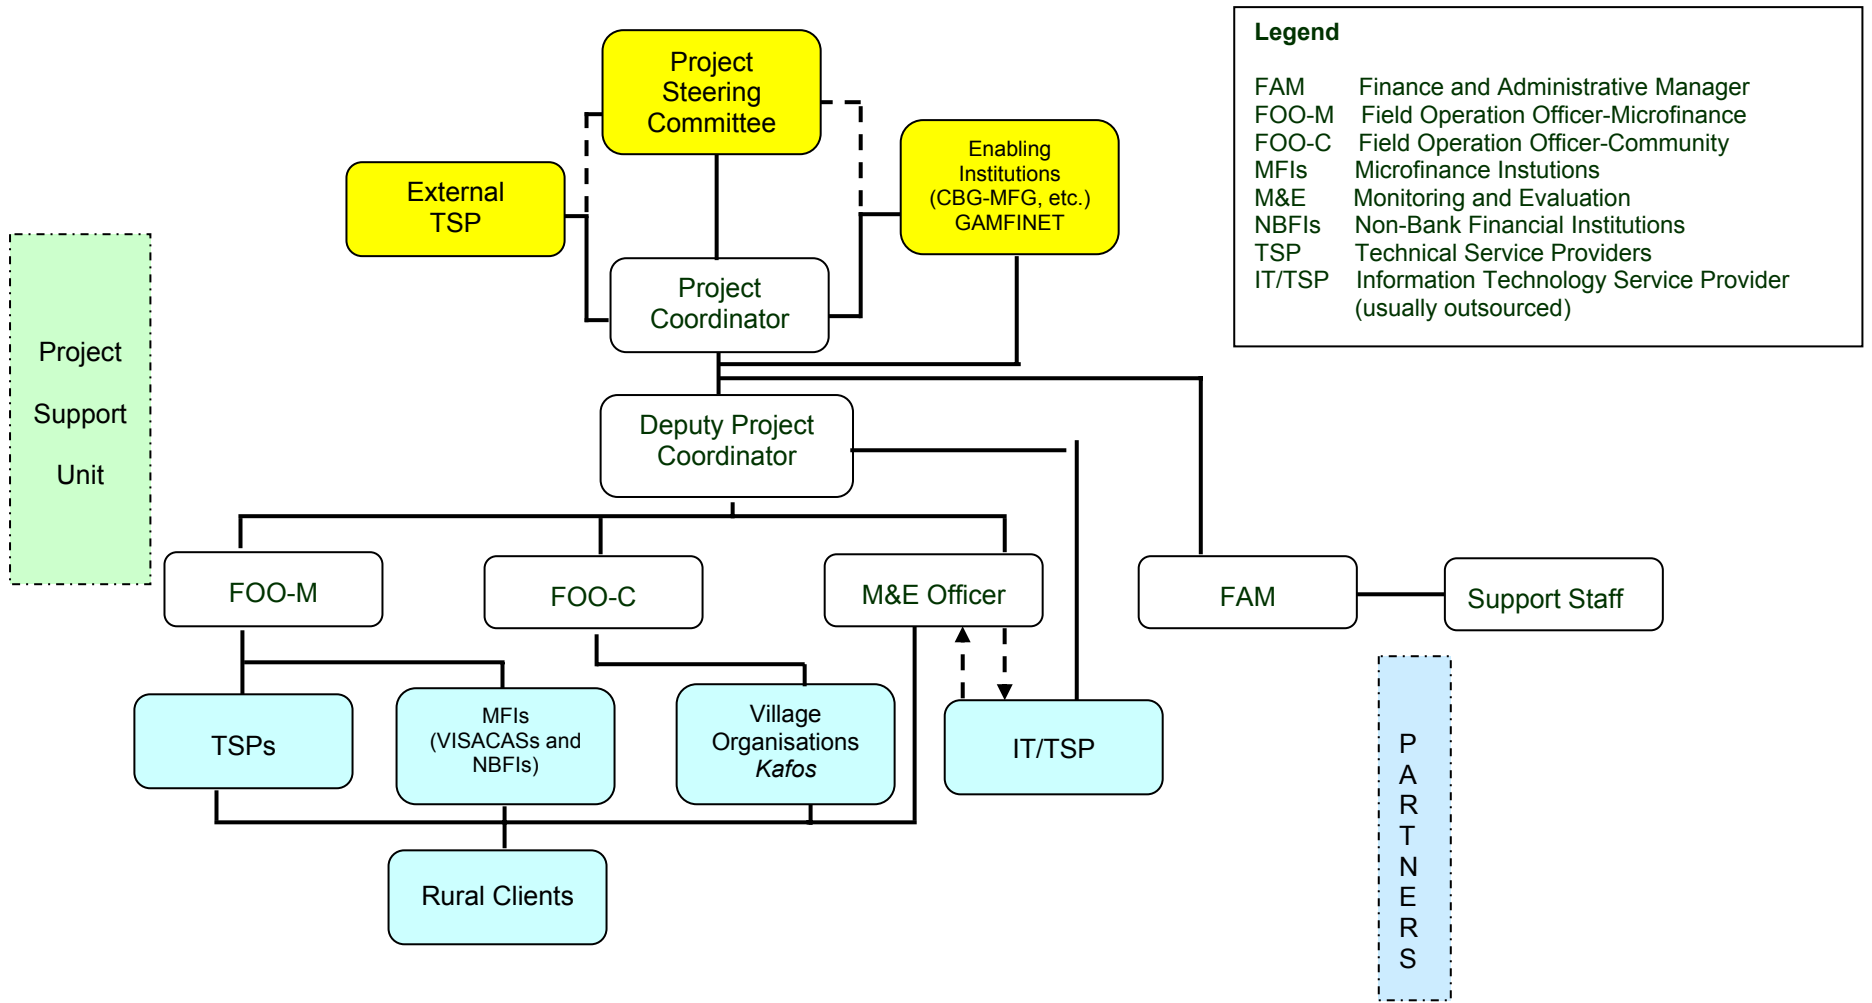 Project
Steering
Committee
External
TSP
Enabling
Institutions
(CBG-MFG, etc.)
GAMFINET
Legend
FAM Finance and Administrative Manager
FOO-M Field Operation Officer-Microfinance
FOO-C Field Operation Officer-Community
MFIs Microfinance Instutions
M&E Monitoring and Evaluation
NBFIs Non-Bank Financial Institutions
TSP Technical Service Providers
IT/TSP Information Technology Service Provider
(usually outsourced)
Project
Support
Unit
Project
Coordinator
Deputy Project
Coordinator
FOO-M
FOO-C
M&E Officer
FAM
Support Staff
TSPs
MFIs
(VISACASs and
NBFIs)
Village
Organisations
Kafos
IT/TSP
Rural Clients
P
A
R
T
N
E
R
S